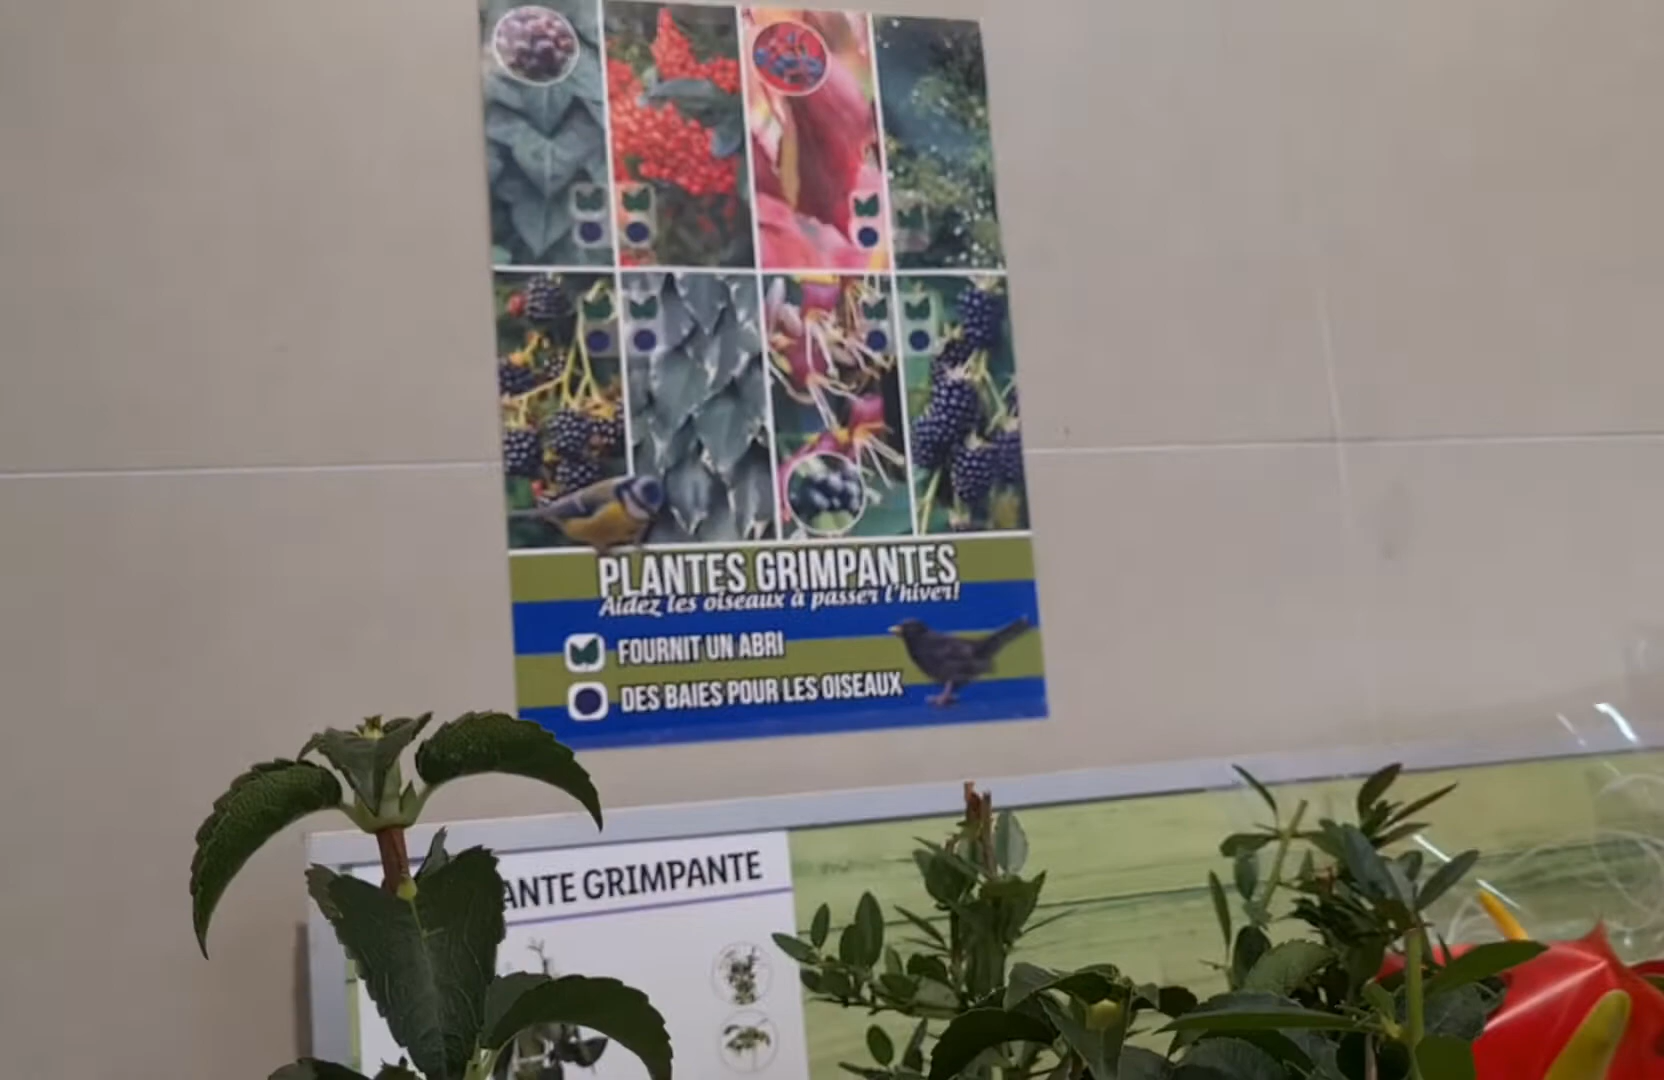 PLANTES GRIMPANTES
Aidez les oiseaux à passer l'hiver!
FOURNIT UN ABRI
DES BAIES POUR LES OISEAUX
ANTE GRIMPANTE